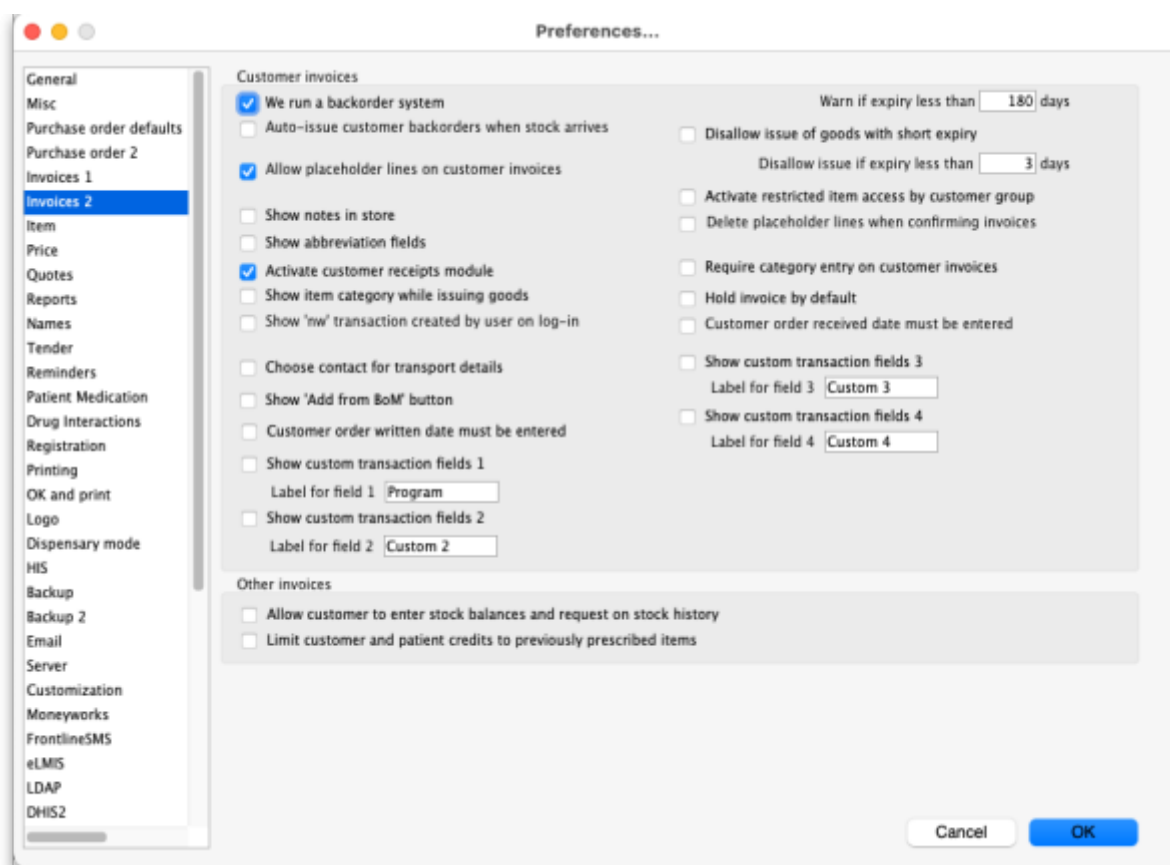 Preferences...
General
Misc
Purchase order defaults
Purchase order 2
Invoices 1
Invoices 2
Item
Price
Quotes
Reports
Names
Tender
Reminders
Patient Medication
Drug Interactions
Registration
Printing
OK and print
Logo
Dispensary mode
HIS
Backup
Backup 2
Email
Server
Customization
Moneyworks
FrontlineSMS
eLMIS
LDAP
DHIS2
Customer invoices
We run a backorder system
Auto-issue customer backorders when stock arrives
Allow placeholder lines on customer invoices
Show notes in store
Show abbreviation fields
Activate customer receipts module
Show item category while issuing goods
Show 'nw' transaction created by user on log-in
Choose contact for transport details
Show 'Add from BoM' button
Customer order written date must be entered
Show custom transaction fields 1
Label for field 1 Program
Show custom transaction fields 2
Label for field 2 Custom 2
Warn if expiry less than 180 days
Disallow issue of goods with short expiry
Disallow issue if expiry less than 3 days
Activate restricted item access by customer group
Delete placeholder lines when confirming invoices
Require category entry on customer invoices
Hold invoice by default
Customer order received date must be entered
Show custom transaction fields 3
Label for field 3 Custom 3
Show custom transaction fields 4
Label for field 4 Custom 4
Other invoices
Allow customer to enter stock balances and request on stock history
Limit customer and patient credits to previously prescribed items
Cancel
OK